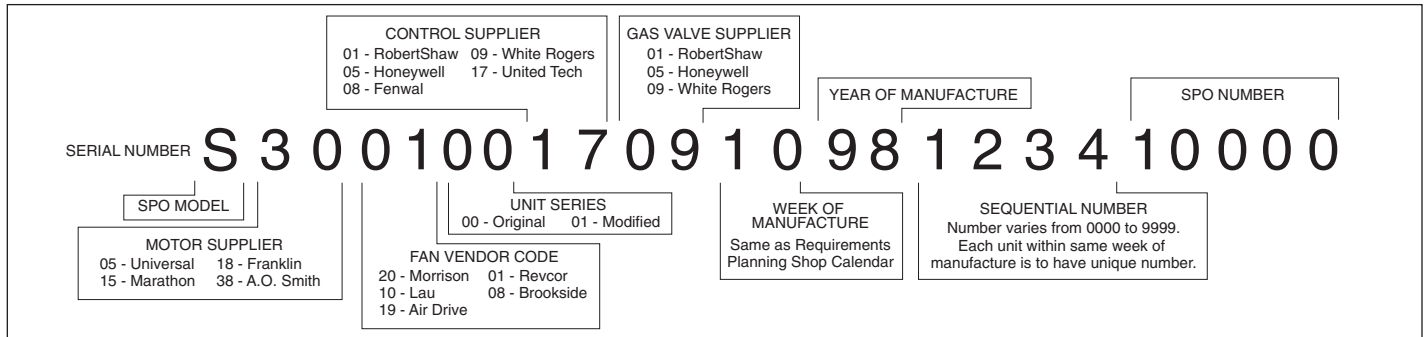 CONTROL SUPPLIER
01 - RobertShaw 09 - White Rogers
05 - Honeywell 17 - United Tech
08 - Fenwal
GAS VALVE SUPPLIER
01 - RobertShaw
05 - Honeywell
09 - White Rogers
YEAR OF MANUFACTURE
SPO NUMBER
SERIAL NUMBER S 3 0 0 1 0 0 1 7 0 9 1 0 9 8 1 2 3 4 1 0 0 0 0
SPO MODEL
MOTOR SUPPLIER
05 - Universal 18 - Franklin
15 - Marathon 38 - A.O. Smith
UNIT SERIES
00 - Original 01 - Modified
FAN VENDOR CODE
20 - Morrison 01 - Revcor
10 - Lau 08 - Brookside
19 - Air Drive
WEEK OF
MANUFACTURE
Same as Requirements
Planning Shop Calendar
SEQUENTIAL NUMBER
Number varies from 0000 to 9999.
Each unit within same week of
manufacture is to have unique number.